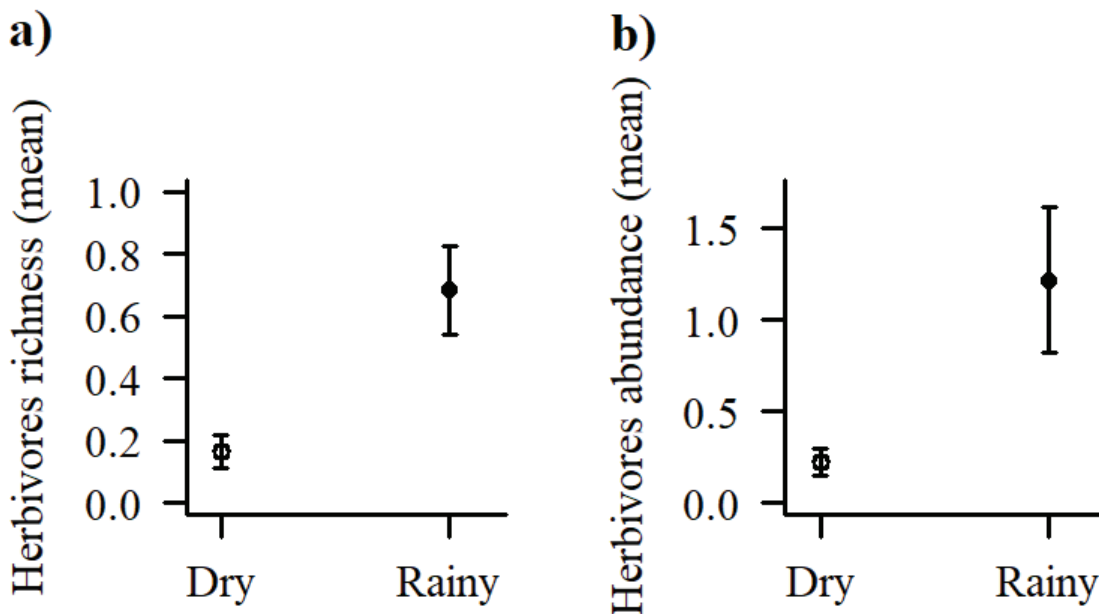 a)
Herbivores richness (mean)
1.0
0.8
0.6
0.4
0.2
0.0
Dry Rainy
b)
Herbivores abundance (mean)
1.5
1.0
0.5
0.0
Dry Rainy